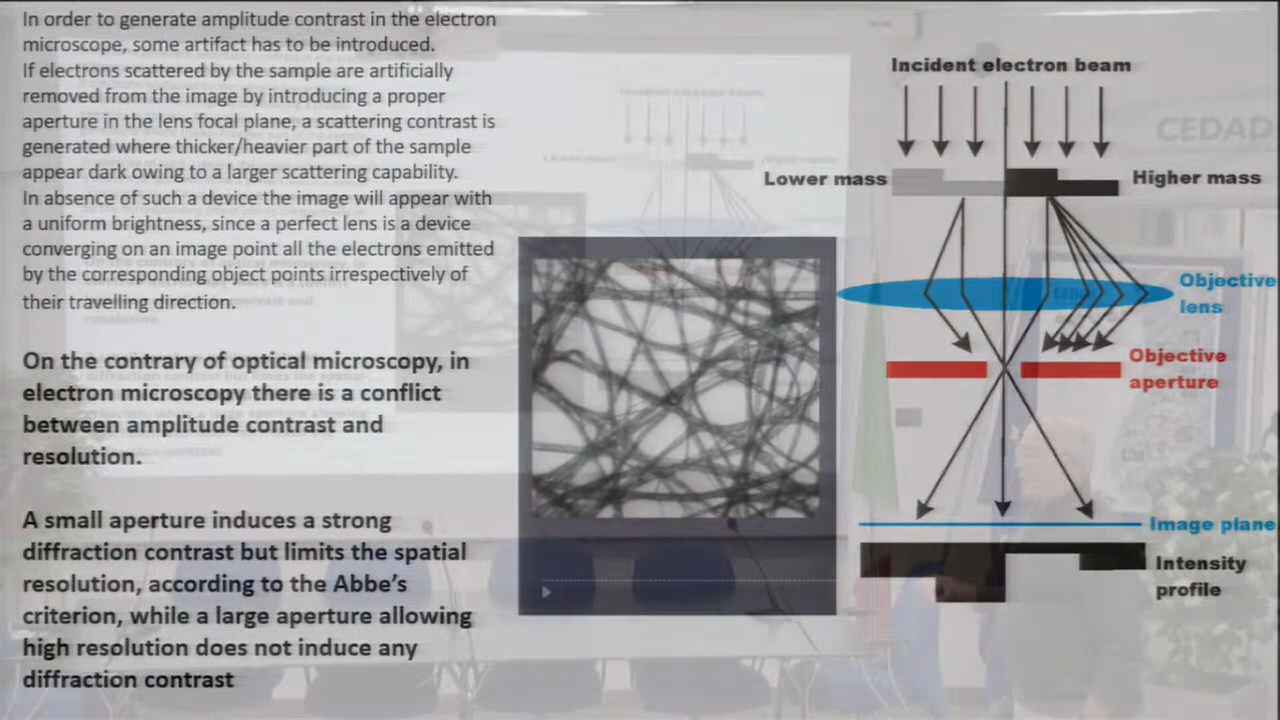 In order to generate amplitude contrast in the electron
microscope, some artifact has to be introduced.
If electrons scattered by the sample are artificially
removed from the image by introducing a proper
aperture in the lens focal plane, a scattering contrast is
generated where thicker/heavier part of the sample
appear dark owing to a larger scattering capability.
In absence of such a device the image will appear with
a uniform brightness, since a perfect lens is a device
converging on an image point all the electrons emitted
by the corresponding object points irrespectively of
their travelling direction.
On the contrary of optical microscopy, in
electron microscopy there is a conflict
between amplitude contrast and
resolution.
A small aperture induces a strong
diffraction contrast but limits the spatial
resolution, according to the Abbe's
criterion, while a large aperture allowing
high resolution does not induce any
diffraction contrast
Incident electron beam
CEDAD
Lower mass
Higher mass
Objective
lens
Objective
aperture
Image plane
Intensity
profile